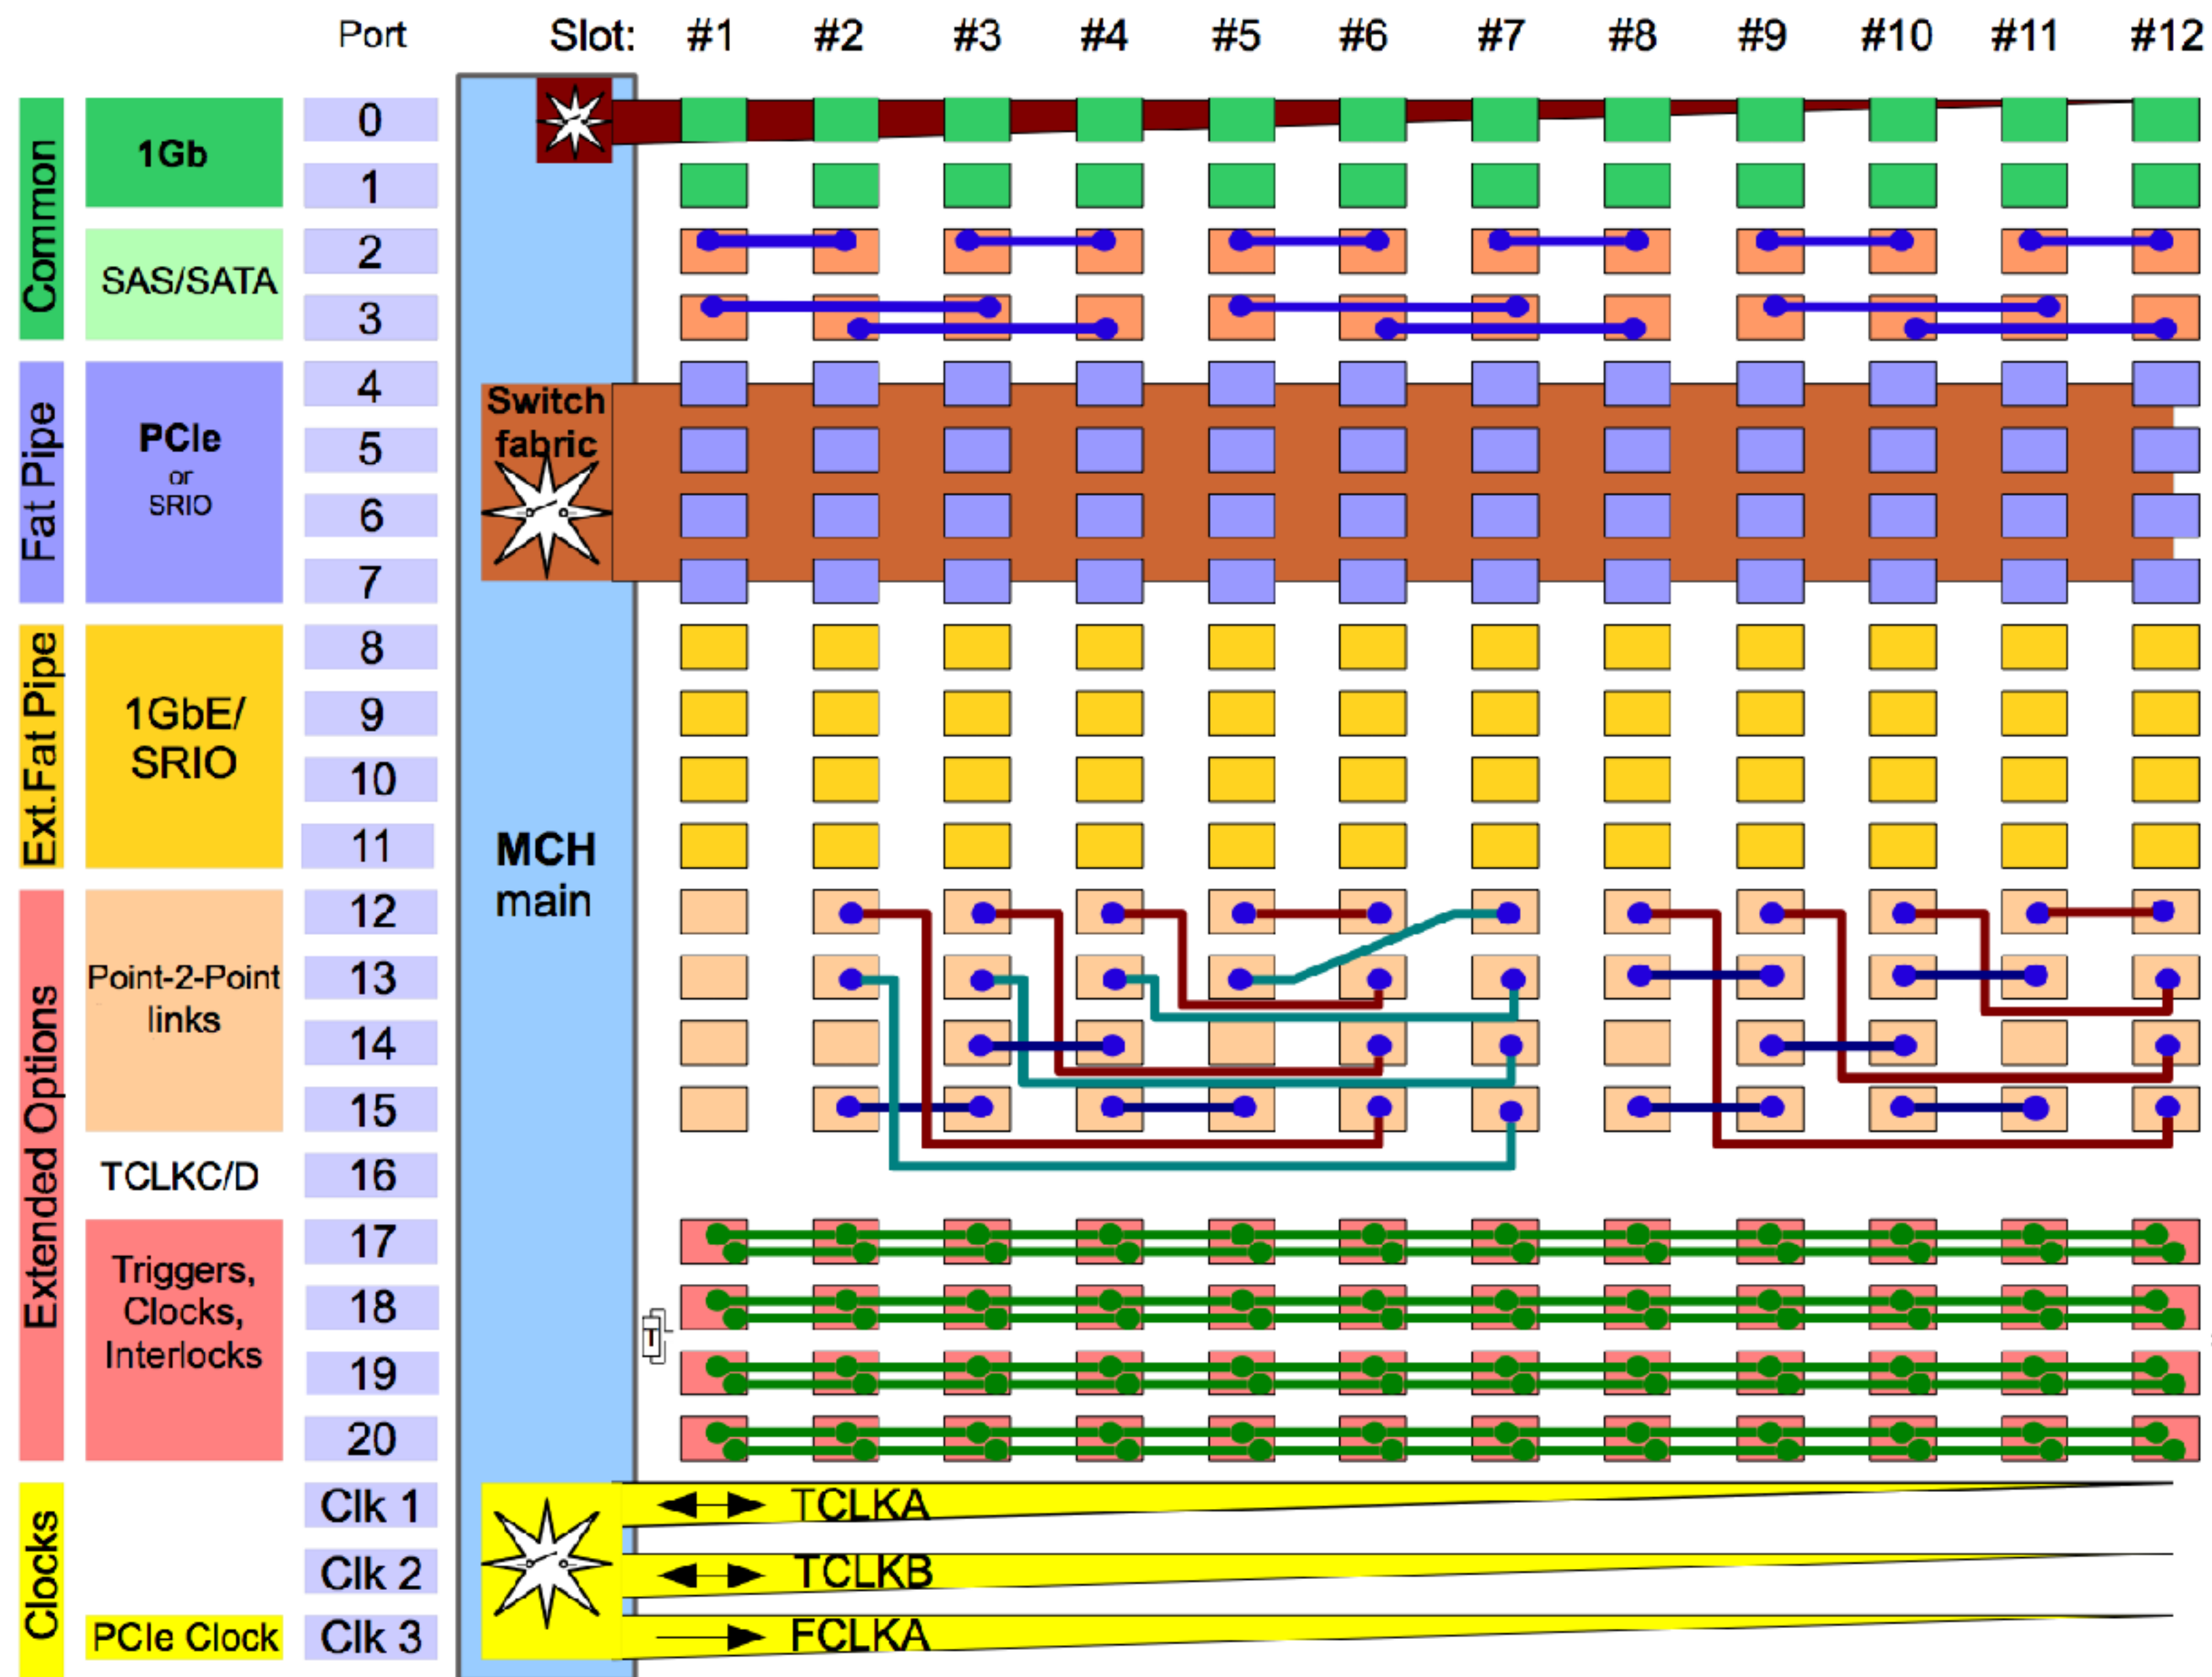 Port Slot: #1 #2 #3 #4 #5 #6 #7 #8 #9 #10 #11 #12
Common
1Gb
0
1
SAS/SATA
2
3
Fat Pipe
PCIe
or
SRIO
4
5
6
7
Switch
fabric
Ext.Fat Pipe
1GbE/
SRIO
8
9
10
11
MCH
main
Extended Options
Point-2-Point
links
12
13
14
15
TCLKC/D
16
Triggers,
Clocks,
Interlocks
17
18
19
20
T
Clocks
Clk 1
TCLKA
Clk 2
TCLKB
PCIe Clock
Clk 3
FCLKA